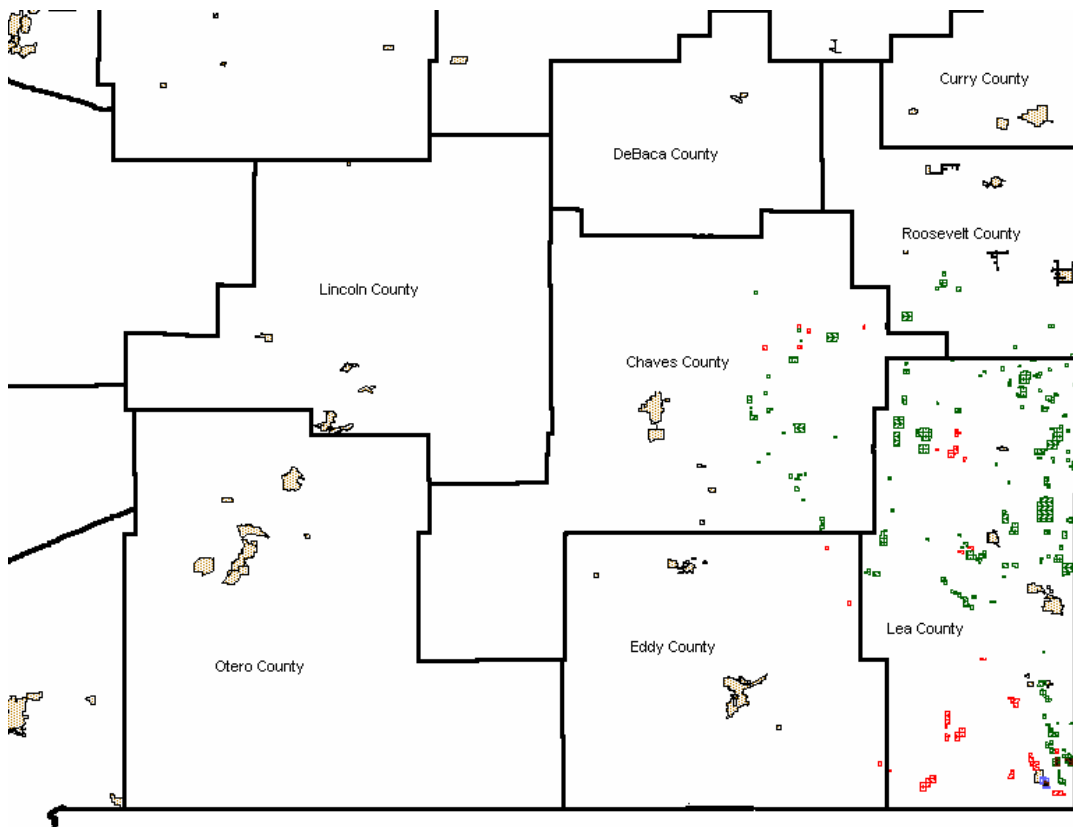 Curry County
DeBaca County
Roosevelt County
Lincoln County
Chaves County
Lea County
Eddy County
Otero County